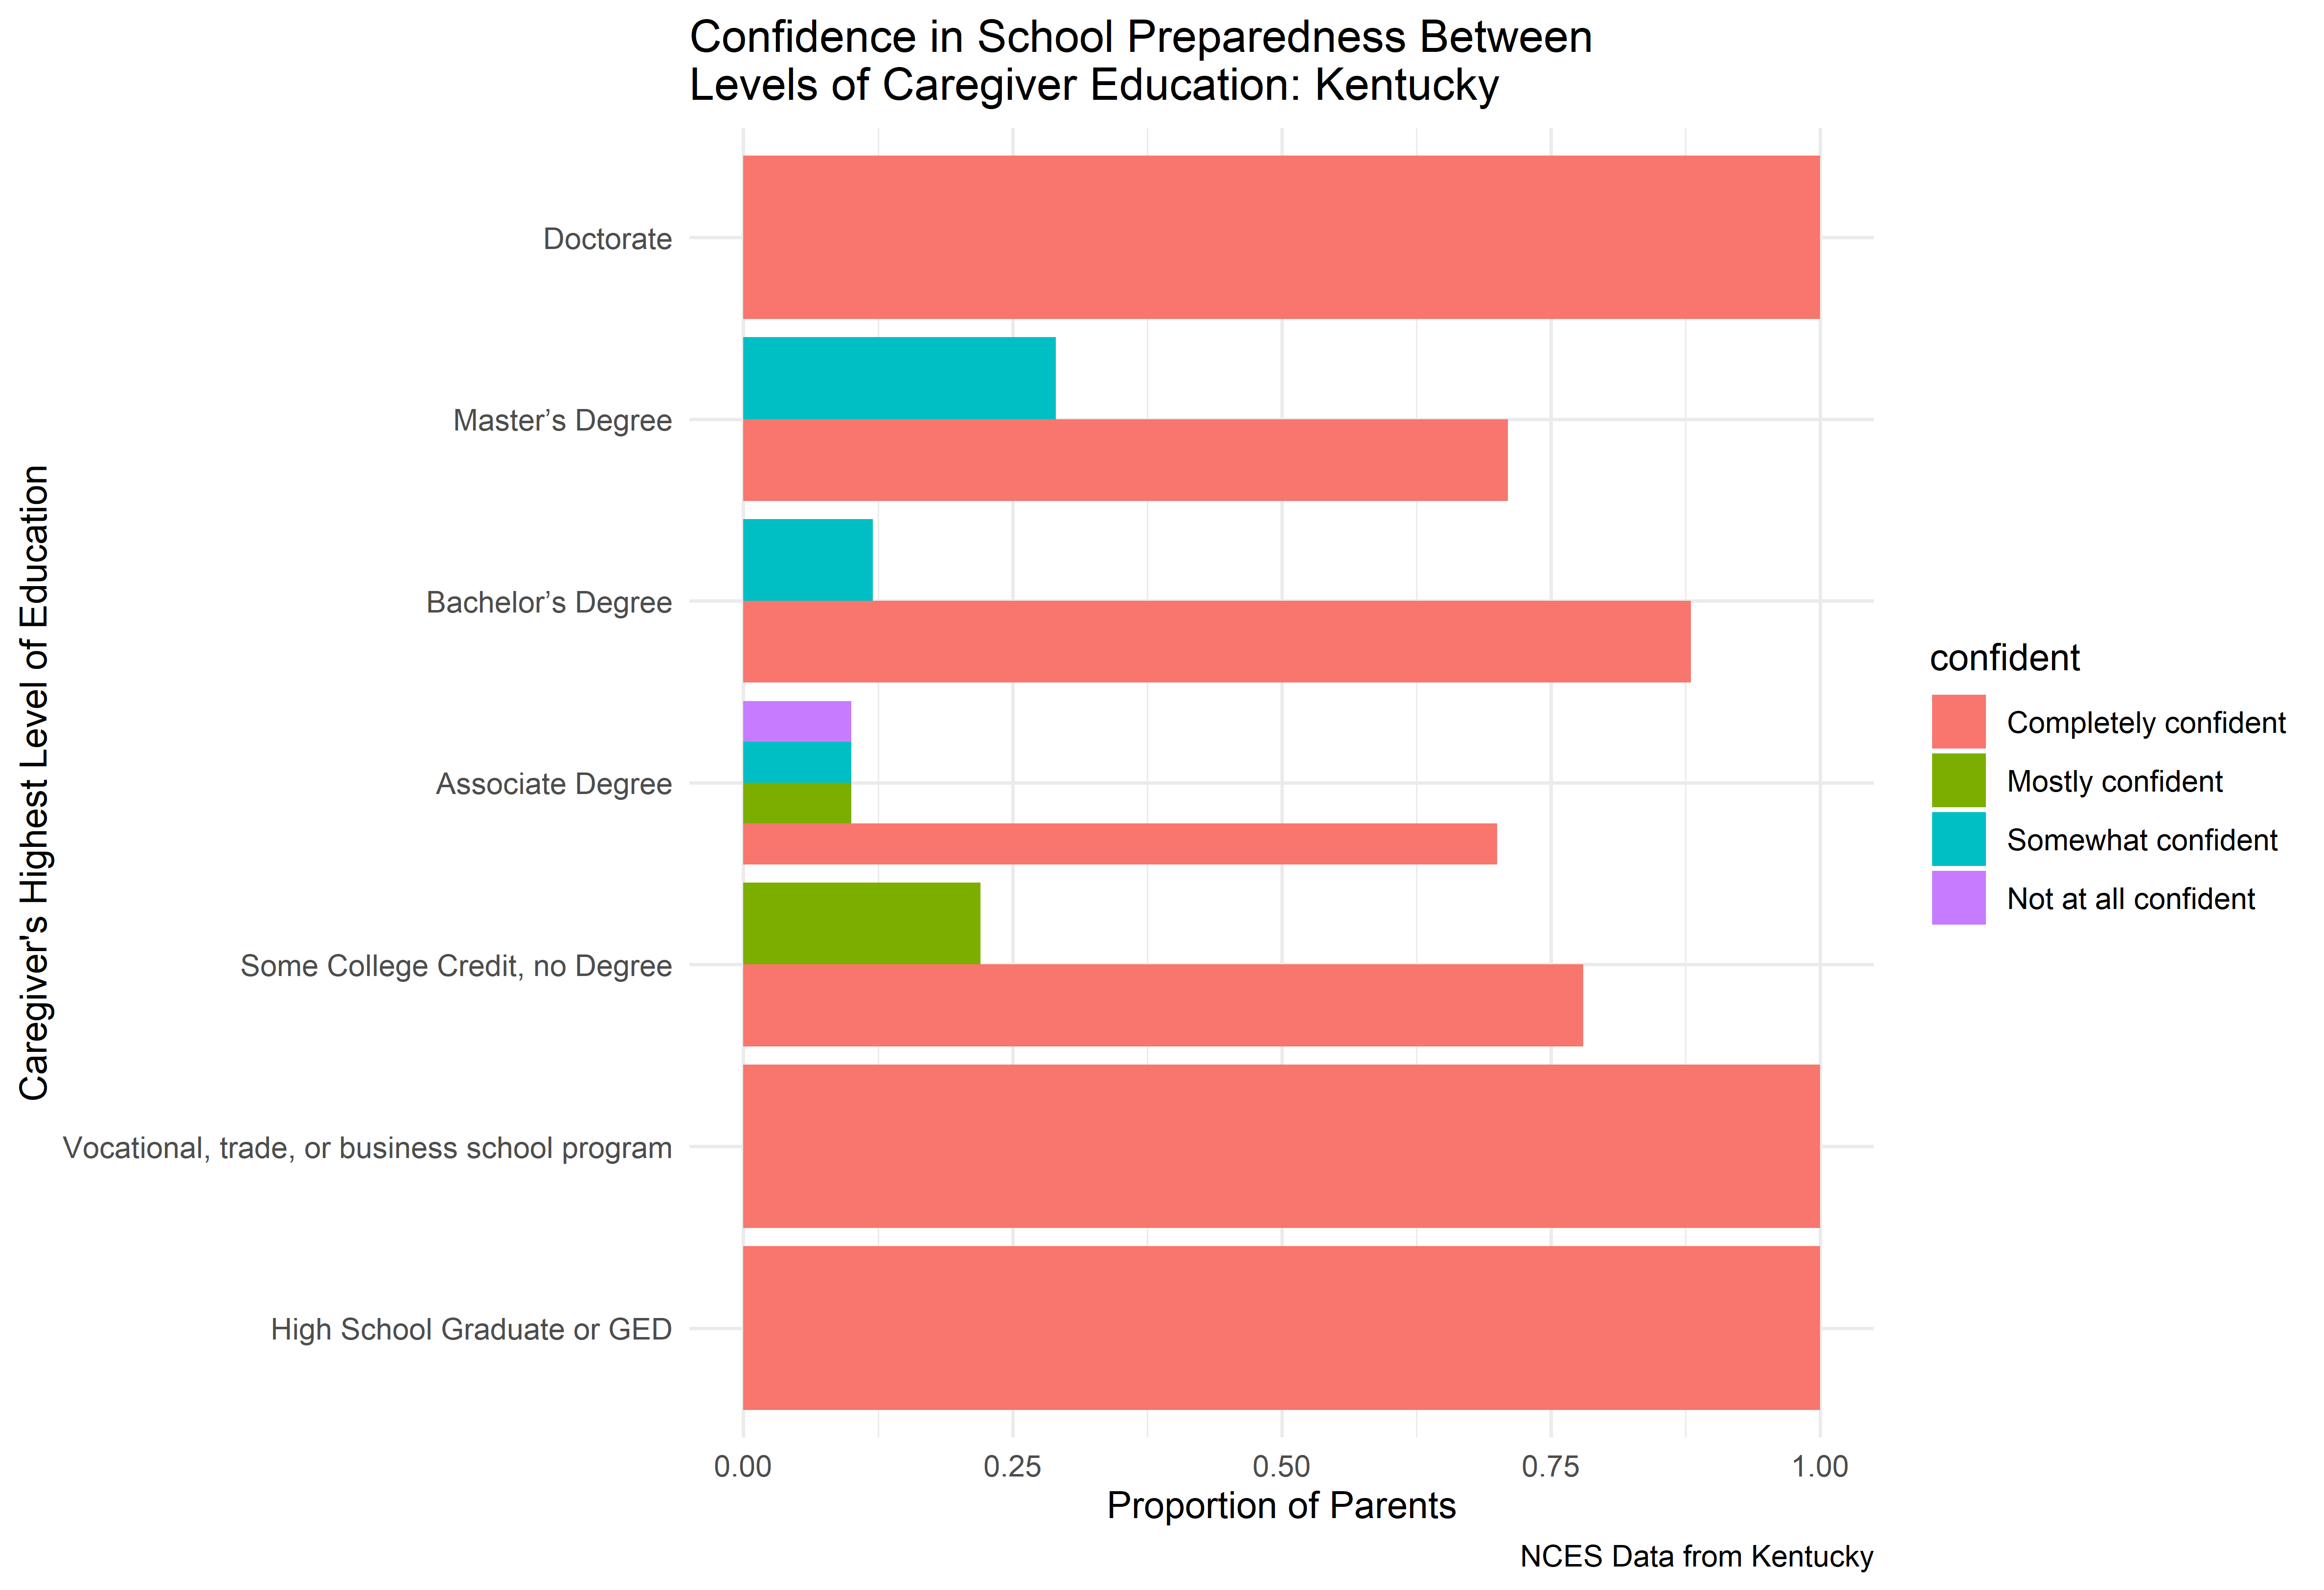 Confidence in School Preparedness Between
Levels of Caregiver Education: Kentucky
Caregiver's Highest Level of Education
Doctorate
Master’s Degree
Bachelor’s Degree
Associate Degree
Some College Credit, no Degree
Vocational, trade, or business school program
High School Graduate or GED
0.00 0.25 0.50 0.75 1.00
Proportion of Parents
confident
Completely confident
Mostly confident
Somewhat confident
Not at all confident
NCES Data from Kentucky